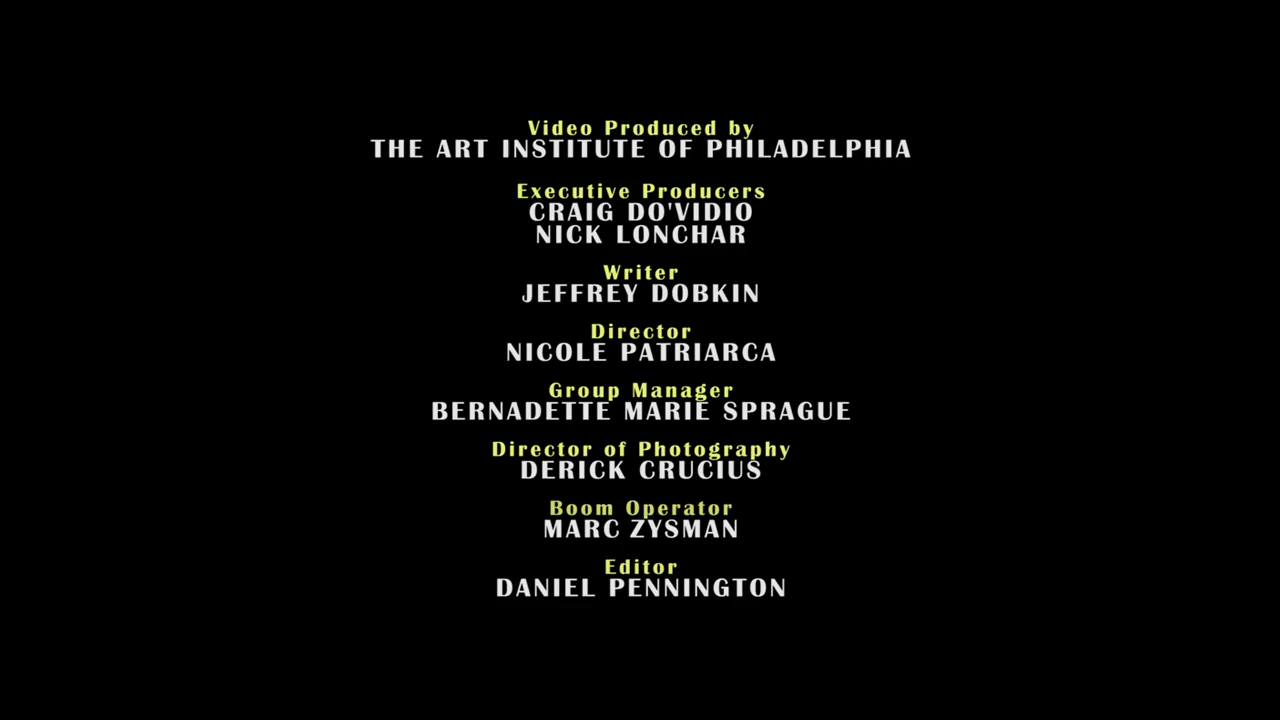 Video Produced by
THE ART INSTITUTE OF PHILADELPHIA
Executive Producers
CRAIG DO'VIDIO
NICK LONCHAR
Writer
JEFFREY DOBKIN
Director
NICOLE PATRIARCA
Group Manager
BERNADETTE MARIE SPRAGUE
Director of Photography
DERICK CRUCIUS
Boom Operator
MARC ZYSMAN
Editor
DANIEL PENNINGTON